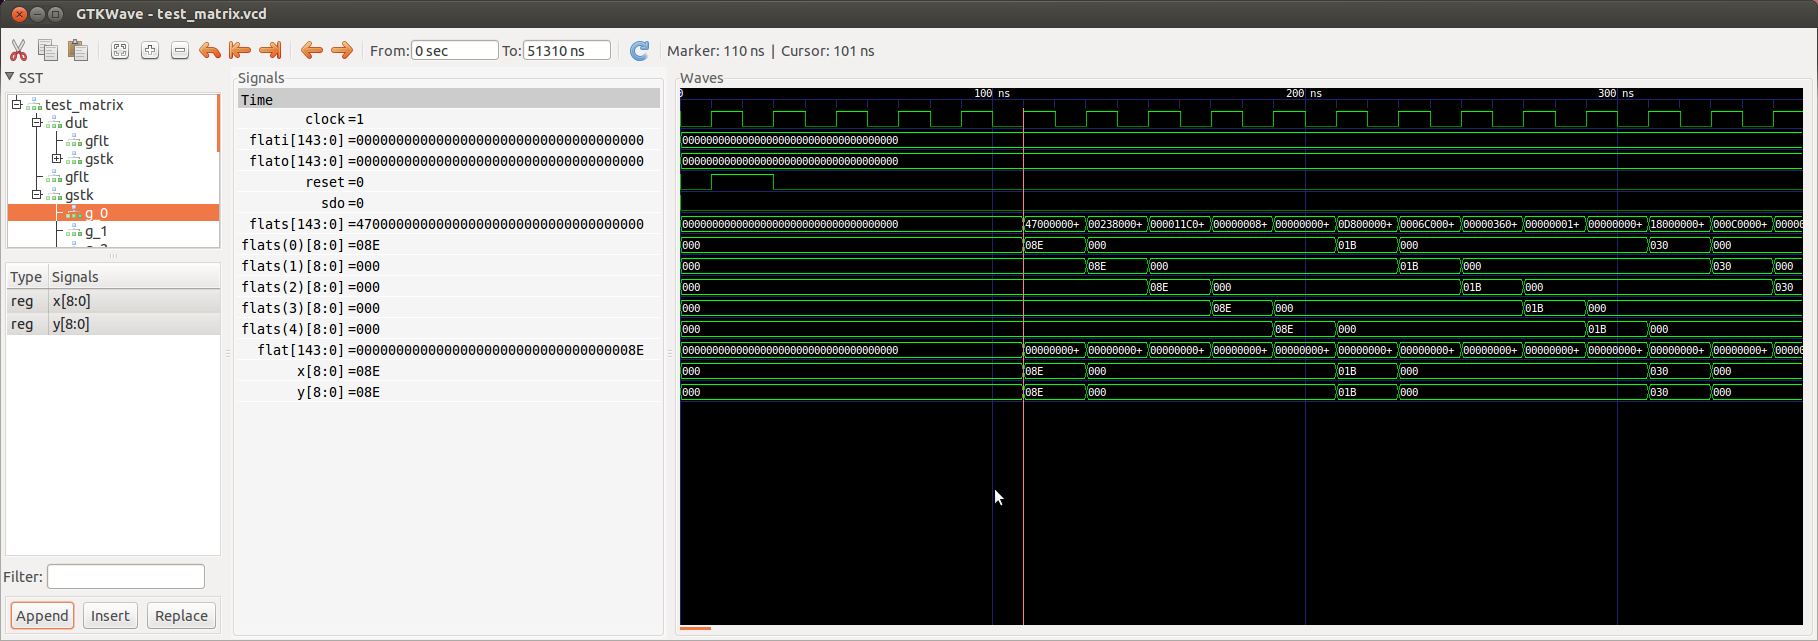 GTKWave - test_matrix.vcd
From: 0 sec To: 51310 ns Marker: 110 ns | Cursor: 101 ns
SST
test_matrix
dut
gflt
gstk
gflt
gstk
g_0
g_1
Type Signals
reg x[8:0]
reg y[8:0]
Filter:
Append Insert Replace
Signals
Time
clock=1
flati[143:0]=000000000000000000000000000000000000
flato[143:0]=000000000000000000000000000000000000
reset=0
sdo=0
flats[143:0]=470000000000000000000000000000000000
flats(0)[8:0]=08E
flats(1)[8:0]=000
flats(2)[8:0]=000
flats(3)[8:0]=000
flats(4)[8:0]=000
flat[143:0]=00000000000000000000000000000000008E
x[8:0]=08E
y[8:0]=08E
Waves
0 100 ns 200 ns 300 ns
000000000000000000000000000000000000
000000000000000000000000000000000000
000000000000000000000000000000000000 47000000+ 00238000+ 000011C0+ 00000008+ 00000000+ 0D800000+ 0006C000+ 00000360+ 00000001+ 00000000+ 18000000+ 000C0000+ 00000
000 08E 000 01B 000 030 000
000 08E 000 01B 000 030 000
000 08E 000 01B 000 030
000 08E 000 01B 000
000 08E 000 01B 000
000000000000000000000000000000000000 00000000+ 00000000+ 00000000+ 00000000+ 00000000+ 00000000+ 00000000+ 00000000+ 00000000+ 00000000+ 00000000+ 00000000+ 00000
000 08E 000 01B 000 030 000
000 08E 000 01B 000 030 000